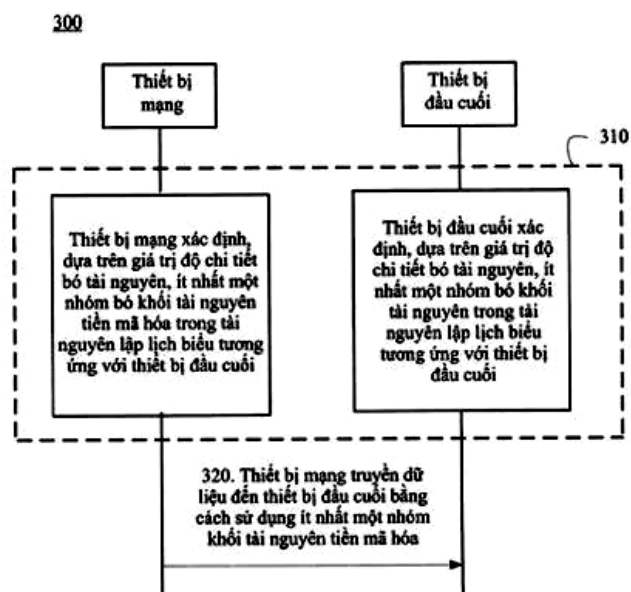 300
Thiết bị
mạng
Thiết bị
đầu cuối
310
Thiết bị mạng xác định,
dựa trên giá trị độ chi tiết
bó tài nguyên, ít nhất một
nhóm bó khối tài nguyên
tiền mã hóa trong tài
nguyên lập lịch biểu tương
ứng với thiết bị đầu cuối
Thiết bị đầu cuối xác
định, dựa trên giá trị độ
chi tiết bó tài nguyên, ít
nhất một nhóm bó khối
tài nguyên trong tài
nguyên lập lịch biểu
tương ứng với thiết bị
đầu cuối
320. Thiết bị mạng truyền dữ
liệu đến thiết bị đầu cuối bằng
cách sử dụng ít nhất một nhóm
khối tài nguyên tiền mã hóa